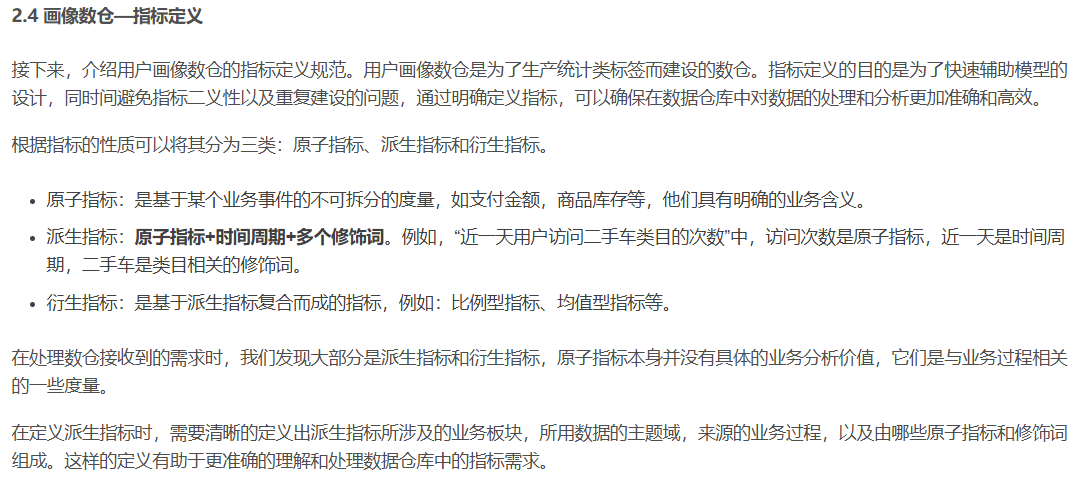 2.4 画像数仓—指标定义
接下来，介绍用户画像数仓的指标定义规范。用户画像数仓是为了生产统计类标签而建设的数仓。指标定义的目的是为了快速辅助模型的
设计，同时间避免指标二义性以及重复建设的问题，通过明确定义指标，可以确保在数据仓库中对数据的处理和分析更加准确和高效。
根据指标的性质可以将其分为三类：原子指标、派生指标和衍生指标。
• 原子指标：是基于某个业务事件的不可拆分的度量，如支付金额，商品库存等，他们具有明确的业务含义。
• 派生指标：原子指标+时间周期+多个修饰词。例如，“近一天用户访问二手车类目的次数”中，访问次数是原子指标，近一天是时间周
期，二手车是类目相关的修饰词。
• 衍生指标：是基于派生指标复合而成的指标，例如：比例型指标、均值型指标等。
在处理数仓接收到的需求时，我们发现大部分是派生指标和衍生指标，原子指标本身并没有具体的业务分析价值，它们是与业务过程相关
的一些度量。
在定义派生指标时，需要清晰的定义出派生指标所涉及的业务板块，所用数据的主题域，来源的业务过程，以及由哪些原子指标和修饰词
组成。这样的定义有助于更准确的理解和处理数据仓库中的指标需求。